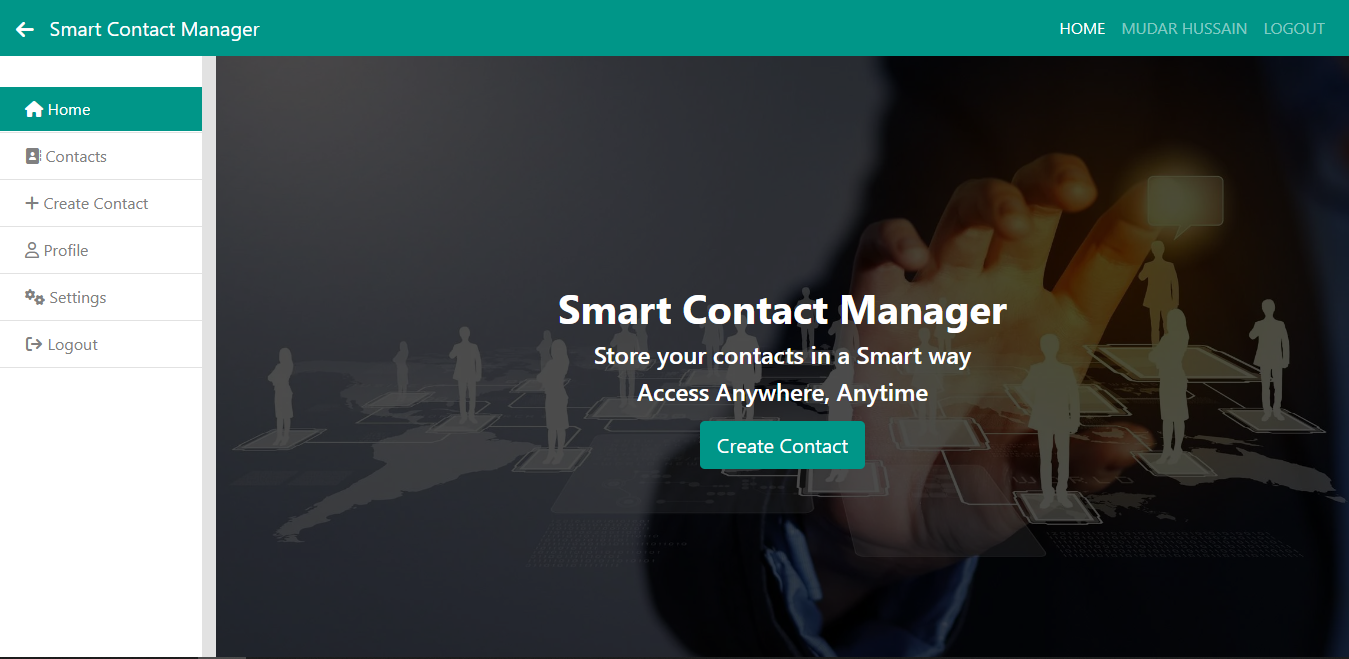 Smart Contact Manager
HOME MUDAR HUSSAIN LOGOUT
Home
Contacts
Create Contact
Profile
Settings
Logout
Smart Contact Manager
Store your contacts in a Smart way
Access Anywhere, Anytime
Create Contact